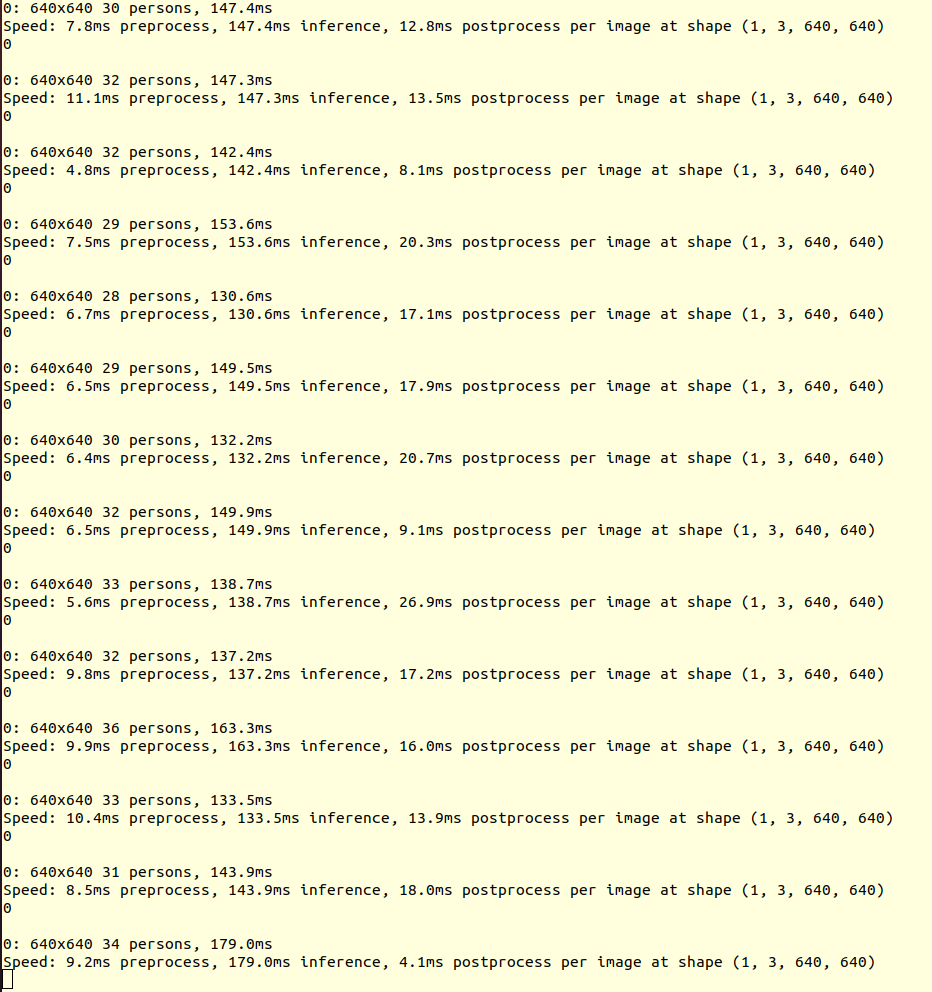 0: 640x640 30 persons, 147.4ms
Speed: 7.8ms preprocess, 147.4ms inference, 12.8ms postprocess per image at shape (1, 3, 640, 640)
0
0: 640x640 32 persons, 147.3ms
Speed: 11.1ms preprocess, 147.3ms inference, 13.5ms postprocess per image at shape (1, 3, 640, 640)
0
0: 640x640 32 persons, 142.4ms
Speed: 4.8ms preprocess, 142.4ms inference, 8.1ms postprocess per image at shape (1, 3, 640, 640)
0
0: 640x640 29 persons, 153.6ms
Speed: 7.5ms preprocess, 153.6ms inference, 20.3ms postprocess per image at shape (1, 3, 640, 640)
0
0: 640x640 28 persons, 130.6ms
Speed: 6.7ms preprocess, 130.6ms inference, 17.1ms postprocess per image at shape (1, 3, 640, 640)
0
0: 640x640 29 persons, 149.5ms
Speed: 6.5ms preprocess, 149.5ms inference, 17.9ms postprocess per image at shape (1, 3, 640, 640)
0
0: 640x640 30 persons, 132.2ms
Speed: 6.4ms preprocess, 132.2ms inference, 20.7ms postprocess per image at shape (1, 3, 640, 640)
0
0: 640x640 32 persons, 149.9ms
Speed: 6.5ms preprocess, 149.9ms inference, 9.1ms postprocess per image at shape (1, 3, 640, 640)
0
0: 640x640 33 persons, 138.7ms
Speed: 5.6ms preprocess, 138.7ms inference, 26.9ms postprocess per image at shape (1, 3, 640, 640)
0
0: 640x640 32 persons, 137.2ms
Speed: 9.8ms preprocess, 137.2ms inference, 17.2ms postprocess per image at shape (1, 3, 640, 640)
0
0: 640x640 36 persons, 163.3ms
Speed: 9.9ms preprocess, 163.3ms inference, 16.0ms postprocess per image at shape (1, 3, 640, 640)
0
0: 640x640 33 persons, 133.5ms
Speed: 10.4ms preprocess, 133.5ms inference, 13.9ms postprocess per image at shape (1, 3, 640, 640)
0
0: 640x640 31 persons, 143.9ms
Speed: 8.5ms preprocess, 143.9ms inference, 18.0ms postprocess per image at shape (1, 3, 640, 640)
0
0: 640x640 34 persons, 179.0ms
Speed: 9.2ms preprocess, 179.0ms inference, 4.1ms postprocess per image at shape (1, 3, 640, 640)